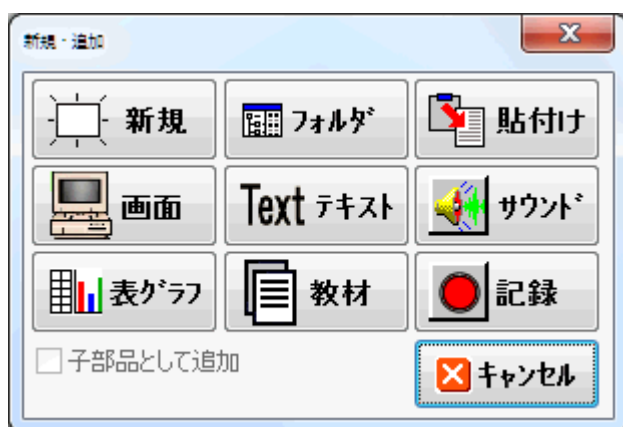 新規・追加
新規
フォルダ
貼付け
画面
Text テキスト
サウンド
表グラフ
教材
記録
子部品として追加
キャンセル